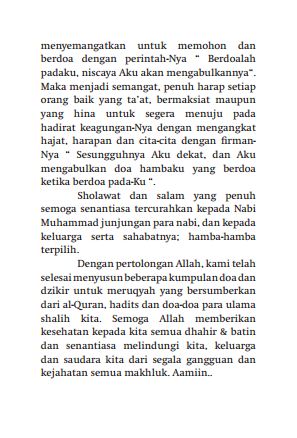 menyemangatkan untuk memohon dan
berdoa dengan perintah-Nya “ Berdoalah
padaku, niscaya Aku akan mengabulkannya“.
Maka menjadi semangat, penuh harap setiap
orang baik yang ta’at, bermaksiat maupun
yang hina untuk segera menuju pada
hadirat keagungan-Nya dengan mengangkat
hajat, harapan dan cita-cita dengan firman-
Nya “ Sesungguhnya Aku dekat, dan Aku
mengabulkan doa hambaku yang berdoa
ketika berdoa pada-Ku “.
Sholawat dan salam yang penuh
semoga senantiasa tercurahkan kepada Nabi
Muhammad junjungan para nabi, dan kepada
keluarga serta sahabatnya; hamba-hamba
terpilih.
Dengan pertolongan Allah, kami telah
selesai menyusun beberapa kumpulan doa dan
dzikir untuk meruqyah yang bersumberkan
dari al-Quran, hadits dan doa-doa para ulama
shalih kita. Semoga Allah memberikan
kesehatan kepada kita semua dhahir & batin
dan senantiasa melindungi kita, keluarga
dan saudara kita dari segala gangguan dan
kejahatan semua makhluk. Aamiin..